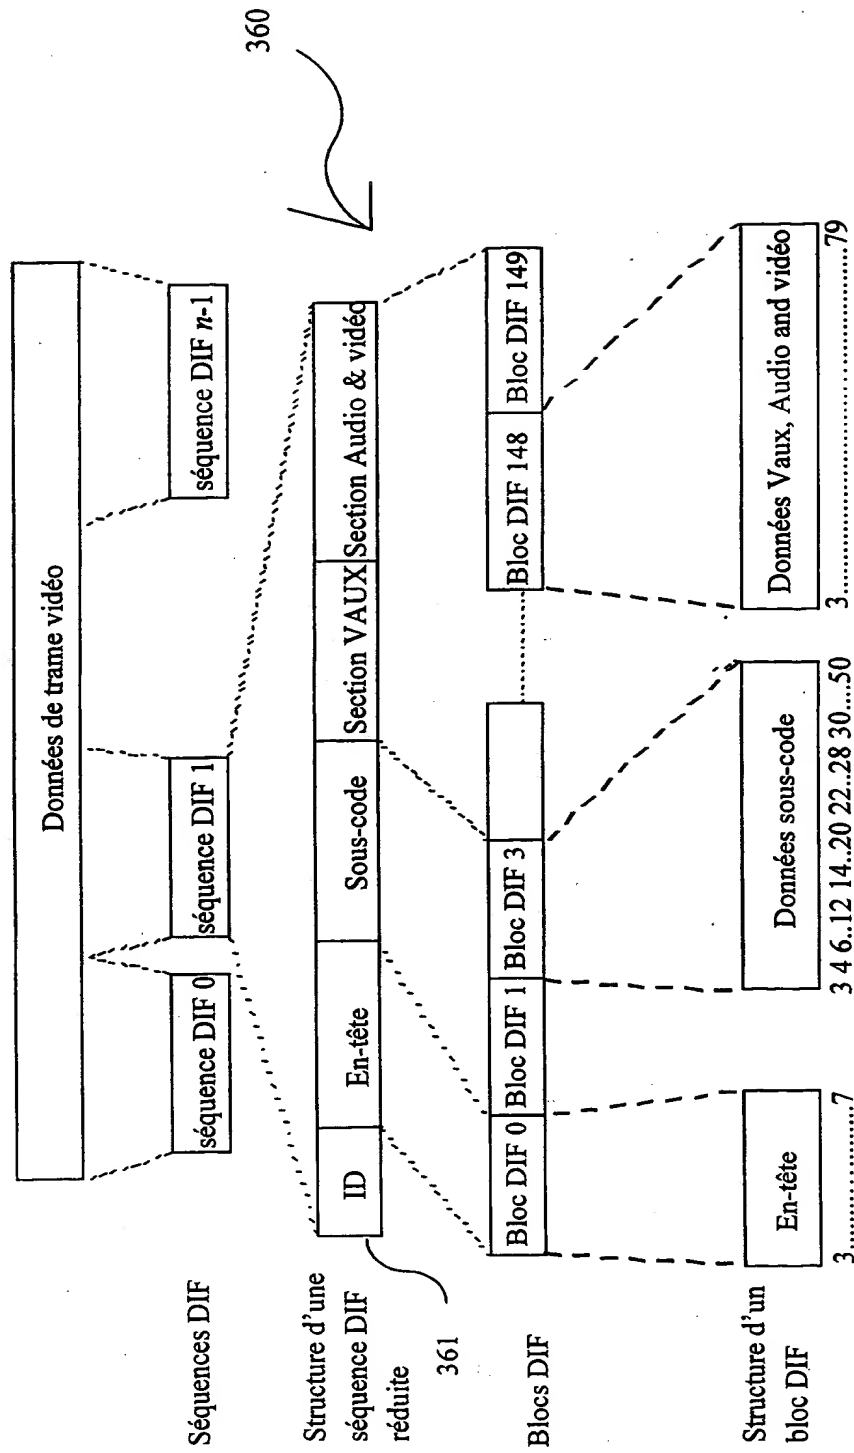 360
Données de trame vidéo
Séquences DIF
séquence DIF 0
séquence DIF 1
séquence DIF n-1
Structure d'une
séquence DIF
réduite
ID
En-tête
Sous-code
Section VAUX
Section Audio & vidéo
361
Blocs DIF
Bloc DIF 0
Bloc DIF 1
Bloc DIF 3
Bloc DIF 148
Bloc DIF 149
Structure d'un
bloc DIF
En-tête
Données sous-code
Données Vaux, Audio and vidéo
3..............7
3 4 6..12 14..20 22..28 30....50
3................................79